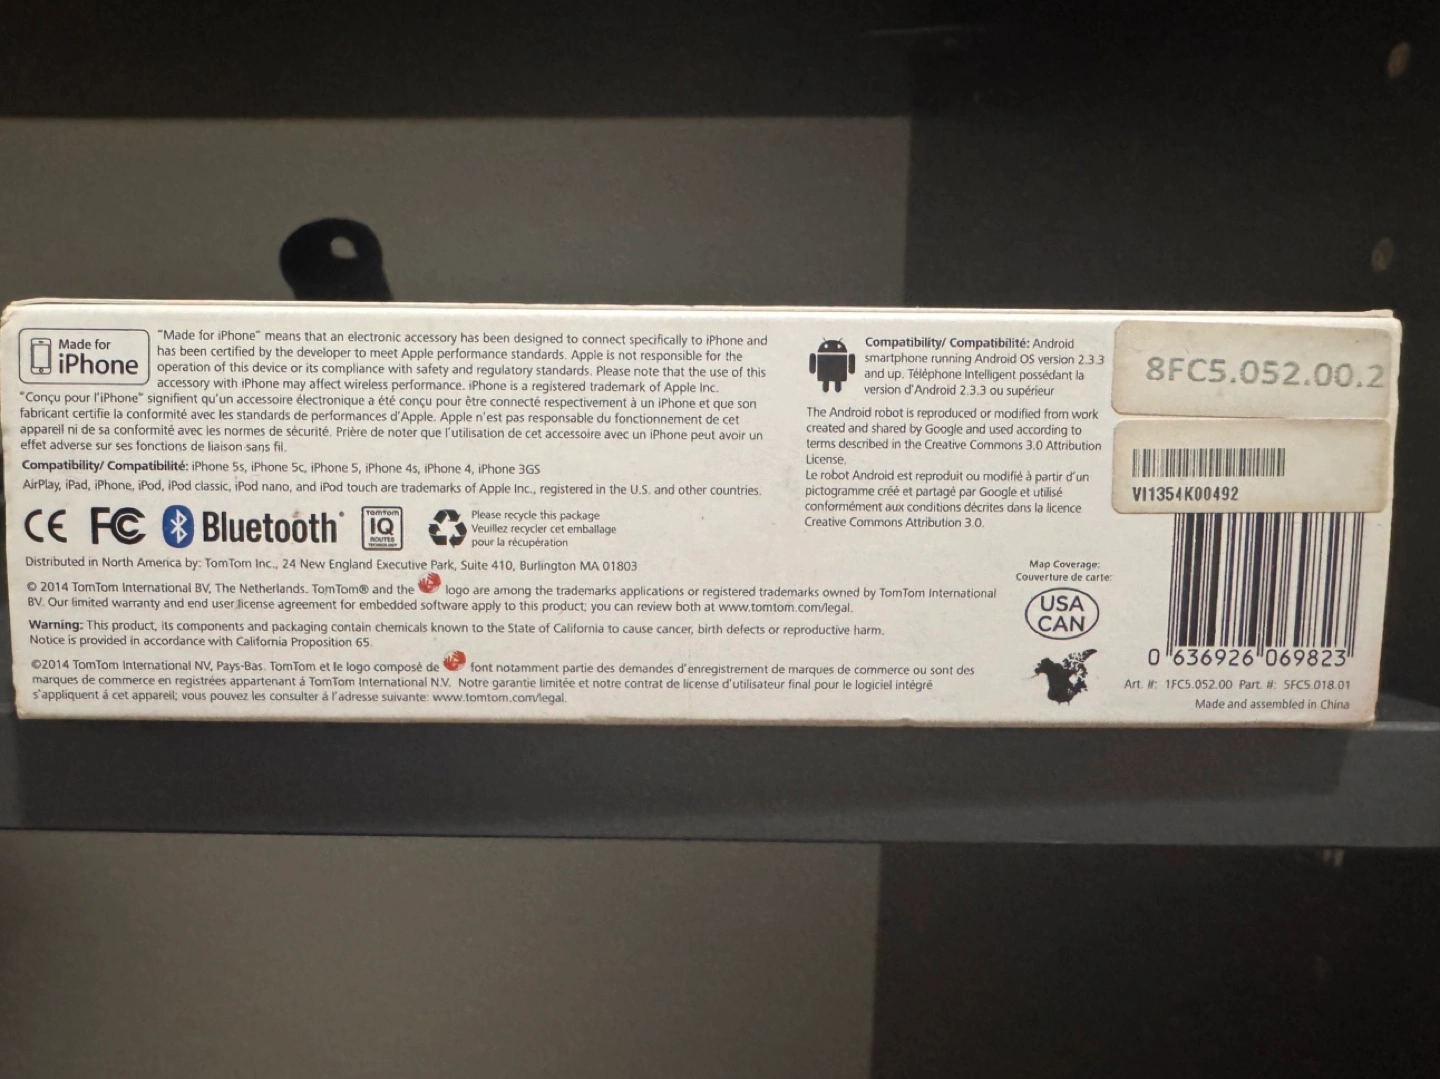 Made for
iPhone
"Made for iPhone" means that an electronic accessory has been designed to connect specifically to iPhone and
has been certified by the developer to meet Apple performance standards. Apple is not responsible for the
operation of this device or its compliance with safety and regulatory standards. Please note that the use of this
accessory with iPhone may affect wireless performance. iPhone is a registered trademark of Apple Inc.
"Conçu pour l'iPhone" signifient qu'un accessoire électronique a été conçu pour être connecté respectivement à un iPhone et que son
fabricant certifie la conformité avec les standards de performances d'Apple. Apple n'est pas responsable du fonctionnement de cet
appareil ni de sa conformité avec les normes de sécurité. Prière de noter que l'utilisation de cet accessoire avec un iPhone peut avoir un
effet adverse sur ses fonctions de liaison sans fil.
Compatibility/ Compatibilité: iPhone 5s, iPhone 5c, iPhone 5, iPhone 4s, iPhone 4, iPhone 3GS
AirPlay, iPad, iPhone, iPod, iPod classic, iPod nano, and iPod touch are trademarks of Apple Inc., registered in the U.S. and other countries.
CE FC Bluetooth®
TomTom
IQ
ROUTES
TECHNOLOGY
Please recycle this package
Veuillez recycler cet emballage
pour la récupération
Distributed in North America by: TomTom Inc., 24 New England Executive Park, Suite 410, Burlington MA 01803
© 2014 TomTom International BV, The Netherlands. TomTom® and the logo are among the trademarks applications or registered trademarks owned by TomTom International
BV. Our limited warranty and end user license agreement for embedded software apply to this product; you can review both at www.tomtom.com/legal.
Warning: This product, its components and packaging contain chemicals known to the State of California to cause cancer, birth defects or reproductive harm.
Notice is provided in accordance with California Proposition 65.
©2014 TomTom International NV, Pays-Bas. TomTom et le logo composé de font notamment partie des demandes d'enregistrement de marques de commerce ou sont des
marques de commerce en registrées appartenant à TomTom International N.V. Notre garantie limitée et notre contrat de license d'utilisateur final pour le logiciel intégré
s'appliquent à cet appareil; vous pouvez les consulter à l'adresse suivante: www.tomtom.com/legal.
Compatibility/ Compatibilité: Android
smartphone running Android OS version 2.3.3
and up. Téléphone Intelligent possédant la
version d'Android 2.3.3 ou supérieur
The Android robot is reproduced or modified from work
created and shared by Google and used according to
terms described in the Creative Commons 3.0 Attribution
License.
Le robot Android est reproduit ou modifié à partir d'un
pictogramme créé et partagé par Google et utilisé
conformément aux conditions décrites dans la licence
Creative Commons Attribution 3.0.
Map Coverage:
Couverture de carte:
USA
CAN
8FC5.052.00.2
VI1354K00492
0 636926 069823
Art. #: 1FC5.052.00 Part. #: 5FC5.018.01
Made and assembled in China